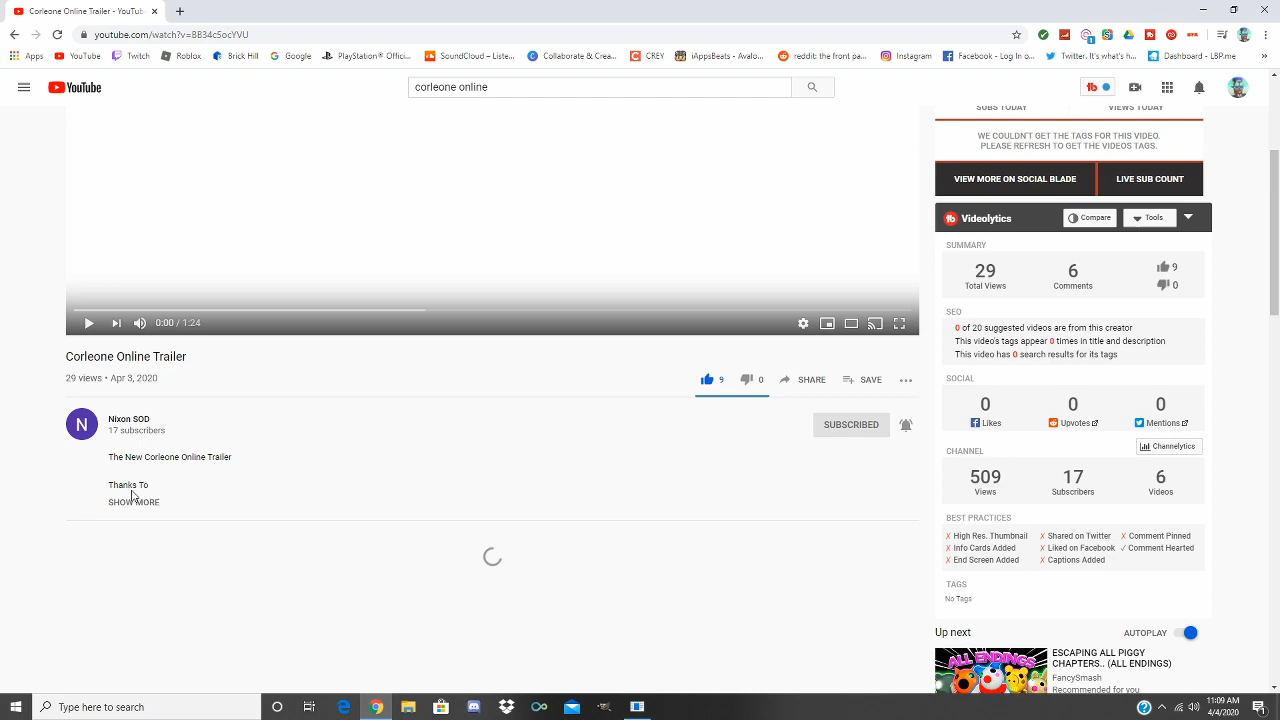 Corleone Online Trailer - YouTub
youtube.com/watch?v=8B34c5ocYVU
Apps
YouTube
Twitch
Roblox
Brick Hill
Google
PlayStation® Official...
SoundCloud – Liste...
Collaborate & Crea...
CREY
iAppsBeats - Avalo...
reddit: the front pa...
Instagram
Facebook - Log In o...
Twitter. It's what's h...
Dashboard - LBP.me
YouTube
corleone online
SUBS TODAY
VIEWS TODAY
WE COULDN'T GET THE TAGS FOR THIS VIDEO.
PLEASE REFRESH TO GET THE VIDEOS TAGS.
VIEW MORE ON SOCIAL BLADE
LIVE SUB COUNT
tb Videolytics
Compare
Tools
SUMMARY
29
Total Views
6
Comments
9
0
SEO
0 of 20 suggested videos are from this creator
This video's tags appear 0 times in title and description
This video has 0 search results for its tags
SOCIAL
0
Likes
0
Upvotes
0
Mentions
CHANNEL
Channelytics
509
Views
17
Subscribers
6
Videos
BEST PRACTICES
✗ High Res. Thumbnail
✗ Shared on Twitter
✗ Comment Pinned
✗ Info Cards Added
✗ Liked on Facebook
✓ Comment Hearted
✗ End Screen Added
✗ Captions Added
TAGS
No Tags
0:00 / 1:24
Corleone Online Trailer
29 views • Apr 3, 2020
9
0
SHARE
SAVE
N
Nixon SOD
17 subscribers
SUBSCRIBED
The New Corleone Online Trailer
Thanks To
SHOW MORE
Up next
AUTOPLAY
ALL ENDINGS
ESCAPING ALL PIGGY
CHAPTERS.. (ALL ENDINGS)
FancySmash
Recommended for you
Type here to search
11:09 AM
4/4/2020